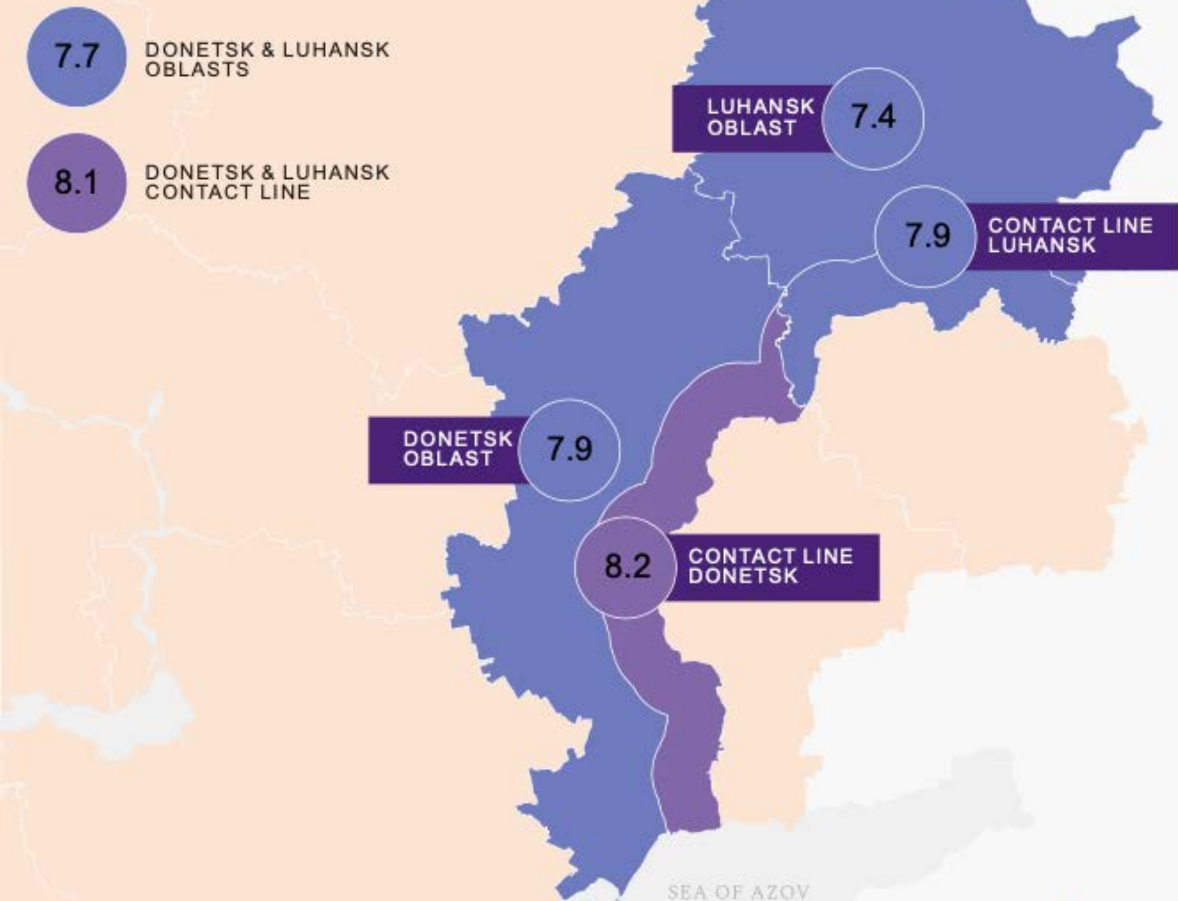 7.7
DONETSK & LUHANSK
OBLASTS
8.1
DONETSK & LUHANSK
CONTACT LINE
LUHANSK
OBLAST
7.4
7.9
CONTACT LINE
LUHANSK
DONETSK
OBLAST
7.9
8.2
CONTACT LINE
DONETSK
SEA OF AZOV